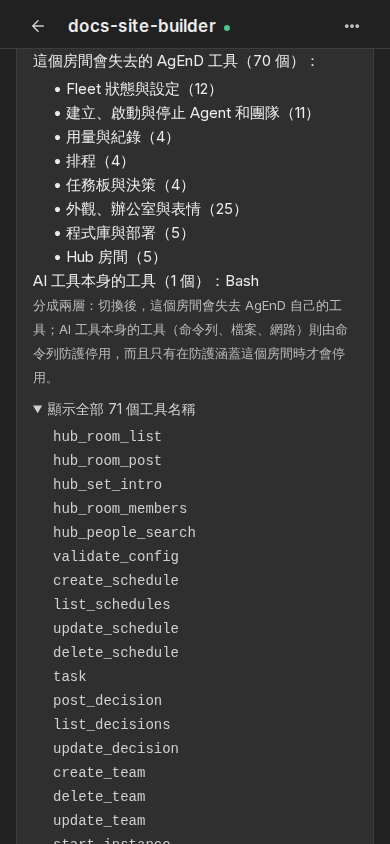 docs-site-builder
這個房間會失去的 AgEnD 工具（70 個）：
• Fleet 狀態與設定（12）
• 建立、啟動與停止 Agent 和團隊（11）
• 用量與紀錄（4）
• 排程（4）
• 任務板與決策（4）
• 外觀、辦公室與表情（25）
• 程式庫與部署（5）
• Hub 房間（5）
AI 工具本身的工具（1 個）：Bash
分成兩層：切換後，這個房間會失去 AgEnD 自己的工
具；AI 工具本身的工具（命令列、檔案、網路）則由命
令列防護停用，而且只有在防護涵蓋這個房間時才會停
用。
▼ 顯示全部 71 個工具名稱
hub_room_list
hub_room_post
hub_set_intro
hub_room_members
hub_people_search
validate_config
create_schedule
list_schedules
update_schedule
delete_schedule
task
post_decision
list_decisions
update_decision
create_team
delete_team
update_team
start_instance